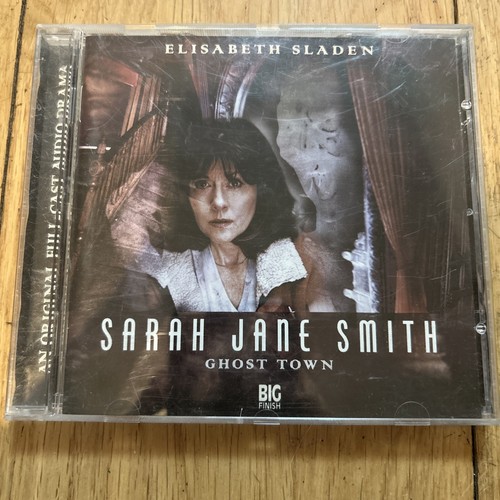 ELISABETH SLADEN
AN ORIGINAL FULL-CAST AUDIO DRAMA
SARAH JANE SMITH
GHOST TOWN
BIG
FINISH